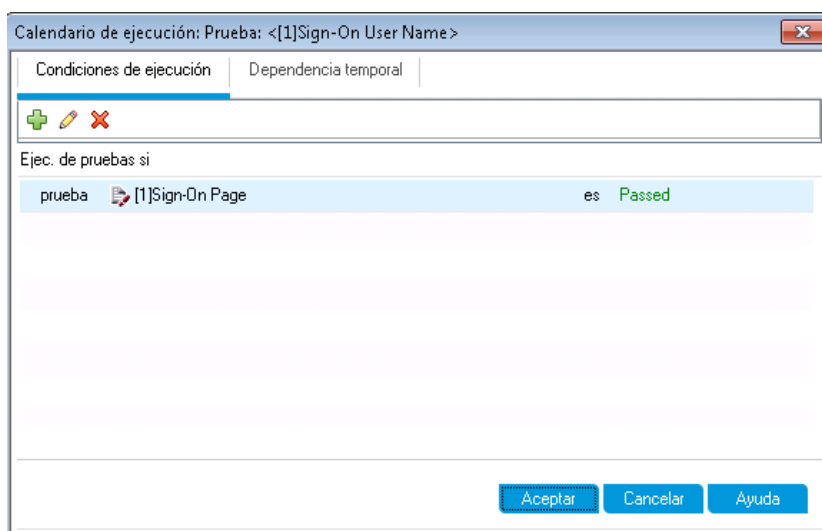 Calendario de ejecución: Prueba: <[1]Sign-On User Name>
Condiciones de ejecución Dependencia temporal
Ejec. de pruebas si
prueba [1]Sign-On Page es Passed
Aceptar Cancelar Ayuda